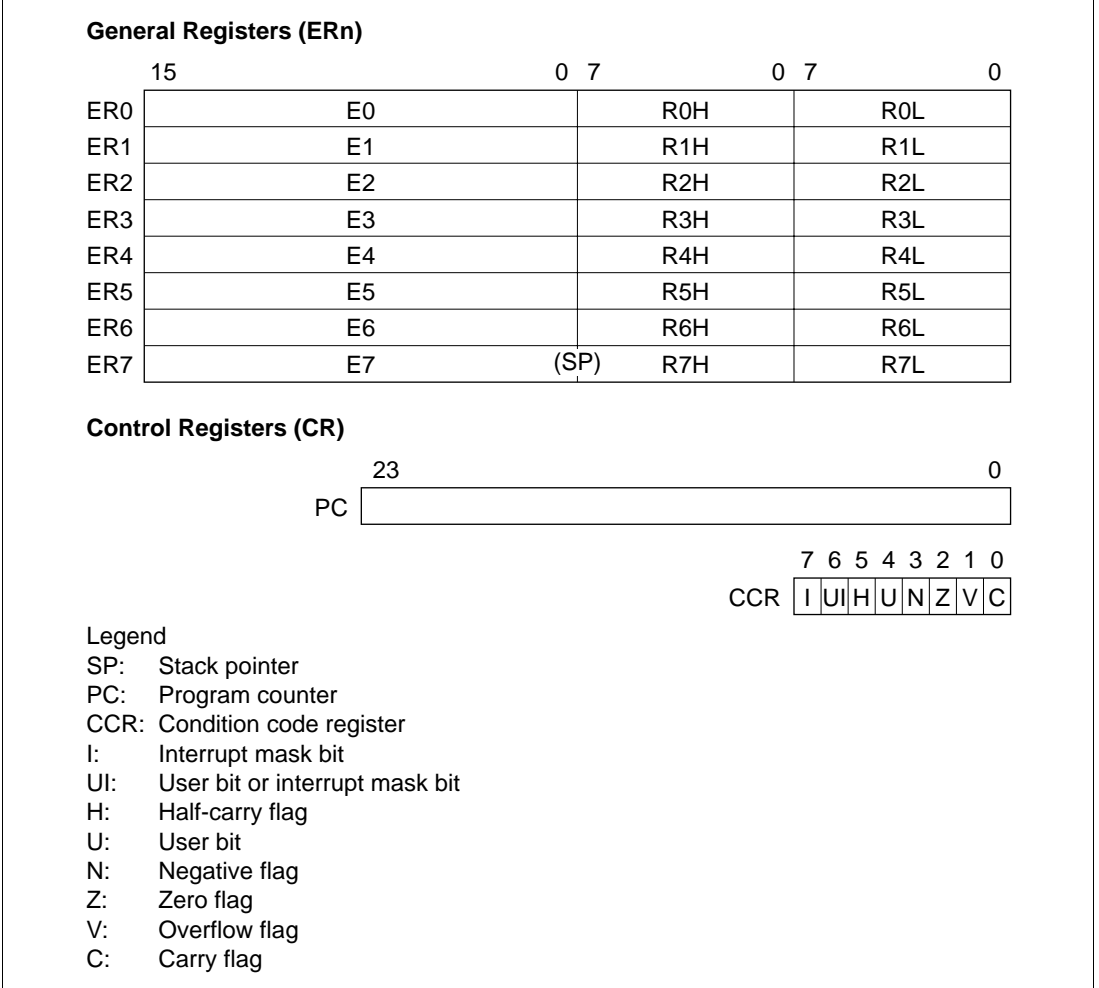 General Registers (ERn)
15 0 7 0 7 0
ER0 E0 R0H R0L
ER1 E1 R1H R1L
ER2 E2 R2H R2L
ER3 E3 R3H R3L
ER4 E4 R4H R4L
ER5 E5 R5H R5L
ER6 E6 R6H R6L
ER7 E7 (SP) R7H R7L
Control Registers (CR)
23 0
PC
7 6 5 4 3 2 1 0
CCR I UI H U N Z V C
Legend
SP: Stack pointer
PC: Program counter
CCR: Condition code register
I: Interrupt mask bit
UI: User bit or interrupt mask bit
H: Half-carry flag
U: User bit
N: Negative flag
Z: Zero flag
V: Overflow flag
C: Carry flag